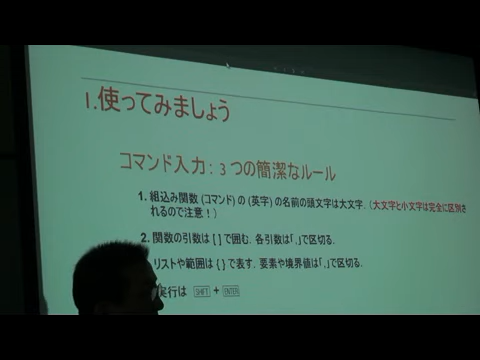 1.使ってみましょう
コマンド入力: 3つの簡潔なルール
1. 組込み関数 (コマンド) の (英字) の名前の頭文字は大文字. (大文字と小文字は完全に区別さ
れるので注意！)
2. 関数の引数は [ ] で囲む. 各引数は「,」で区切る.
リストや範囲は { } で表す. 要素や境界値は「,」で区切る.
実行は SHIFT + ENTER